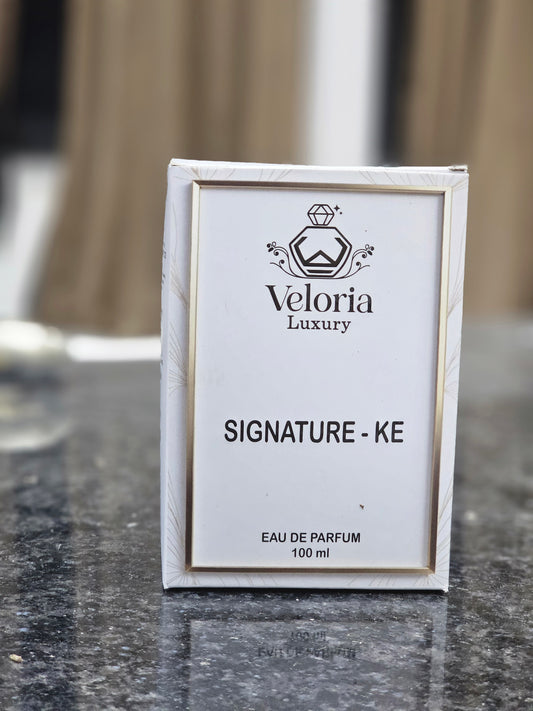 Veloria
Luxury
SIGNATURE - KE
EAU DE PARFUM
100 ml